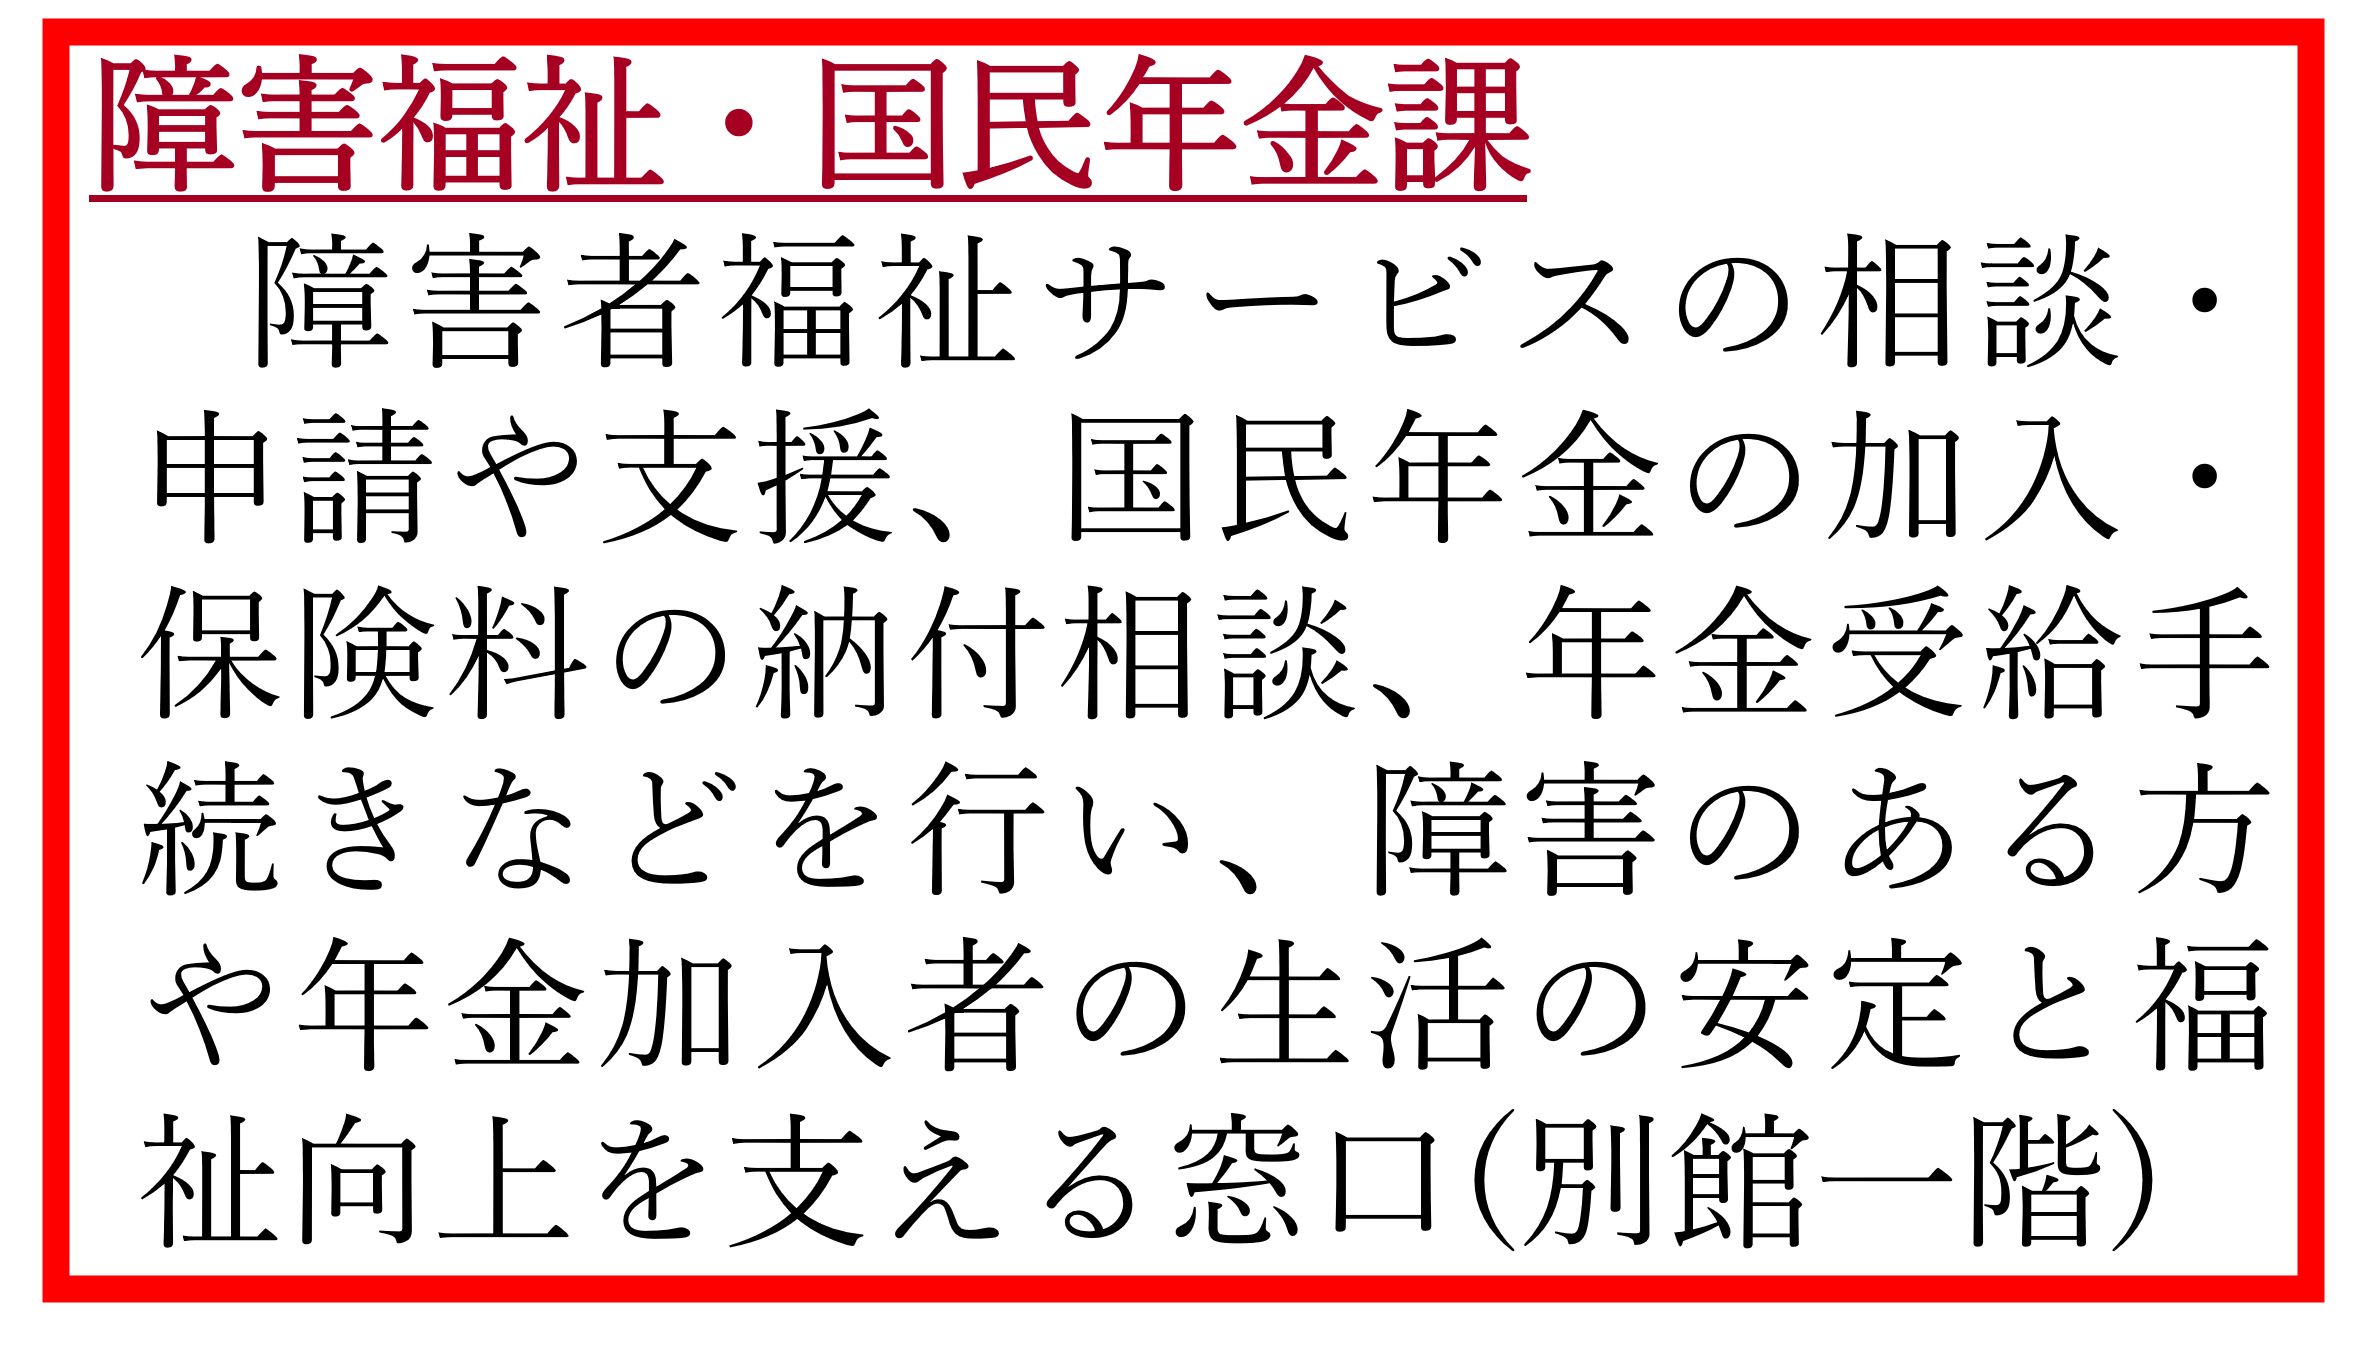 障害福祉・国民年金課
障害者福祉サービスの相談・
申請や支援、国民年金の加入・
保険料の納付相談、年金受給手
続きなどを行い、障害のある方
や年金加入者の生活の安定と福
祉向上を支える窓口(別館一階)